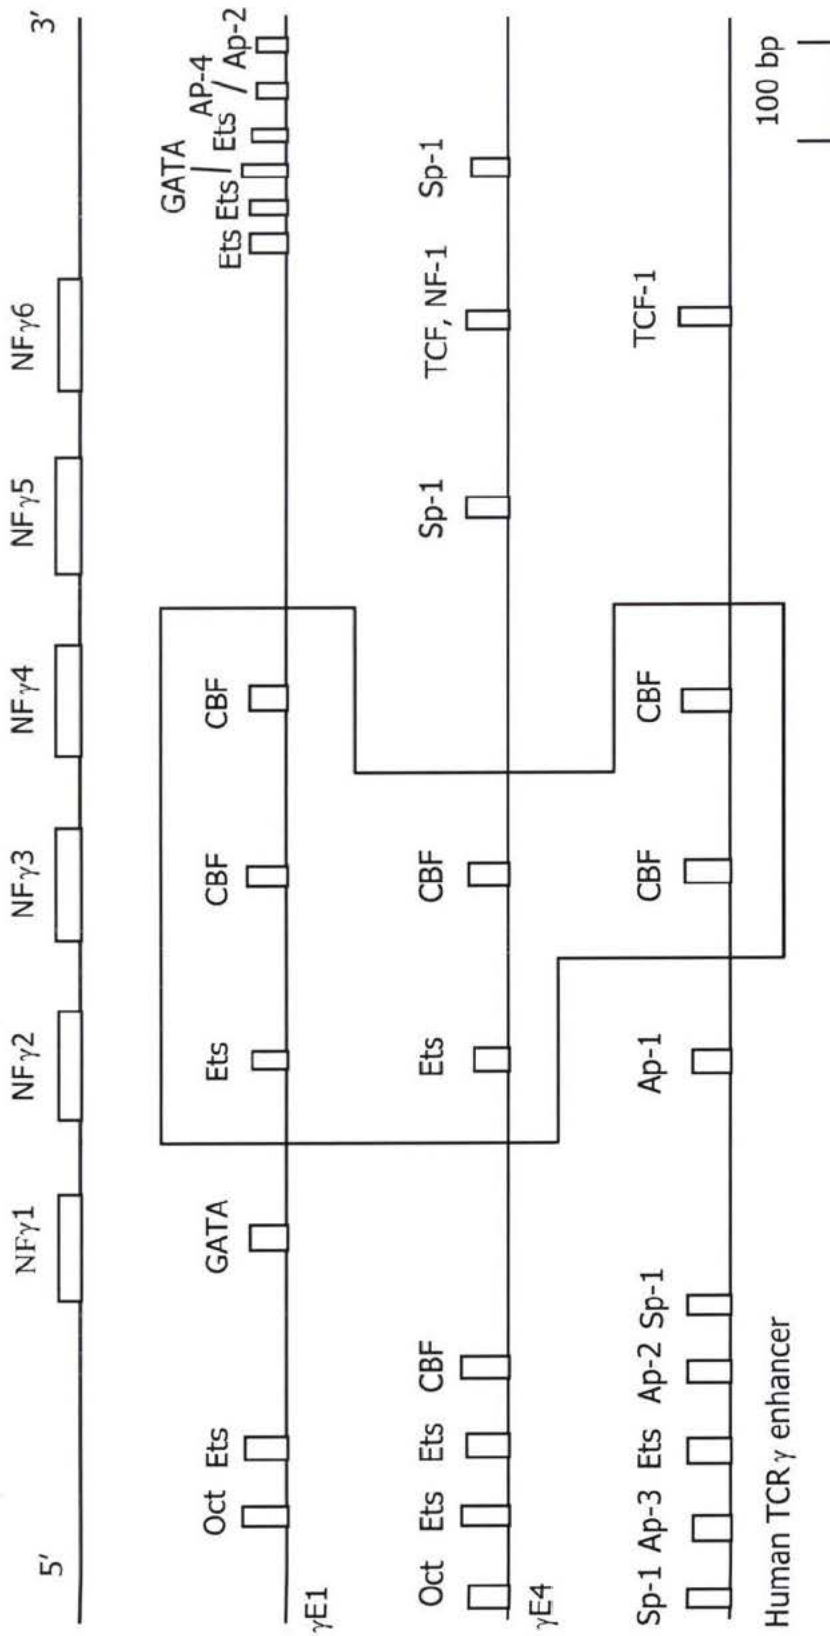 5′ NFγ1 NFγ2 NFγ3 NFγ4 NFγ5 NFγ6 3′
Oct Ets GATA Ets CBF CBF Ets Ets GATA Ets AP-4 Ap-2
γE1
Oct Ets Ets CBF Ets CBF Sp-1 TCF, NF-1 Sp-1
γE4
Sp-1 Ap-3 Ets Ap-2 Sp-1 Ap-1 CBF CBF TCF-1
Human TCR γ enhancer
100 bp